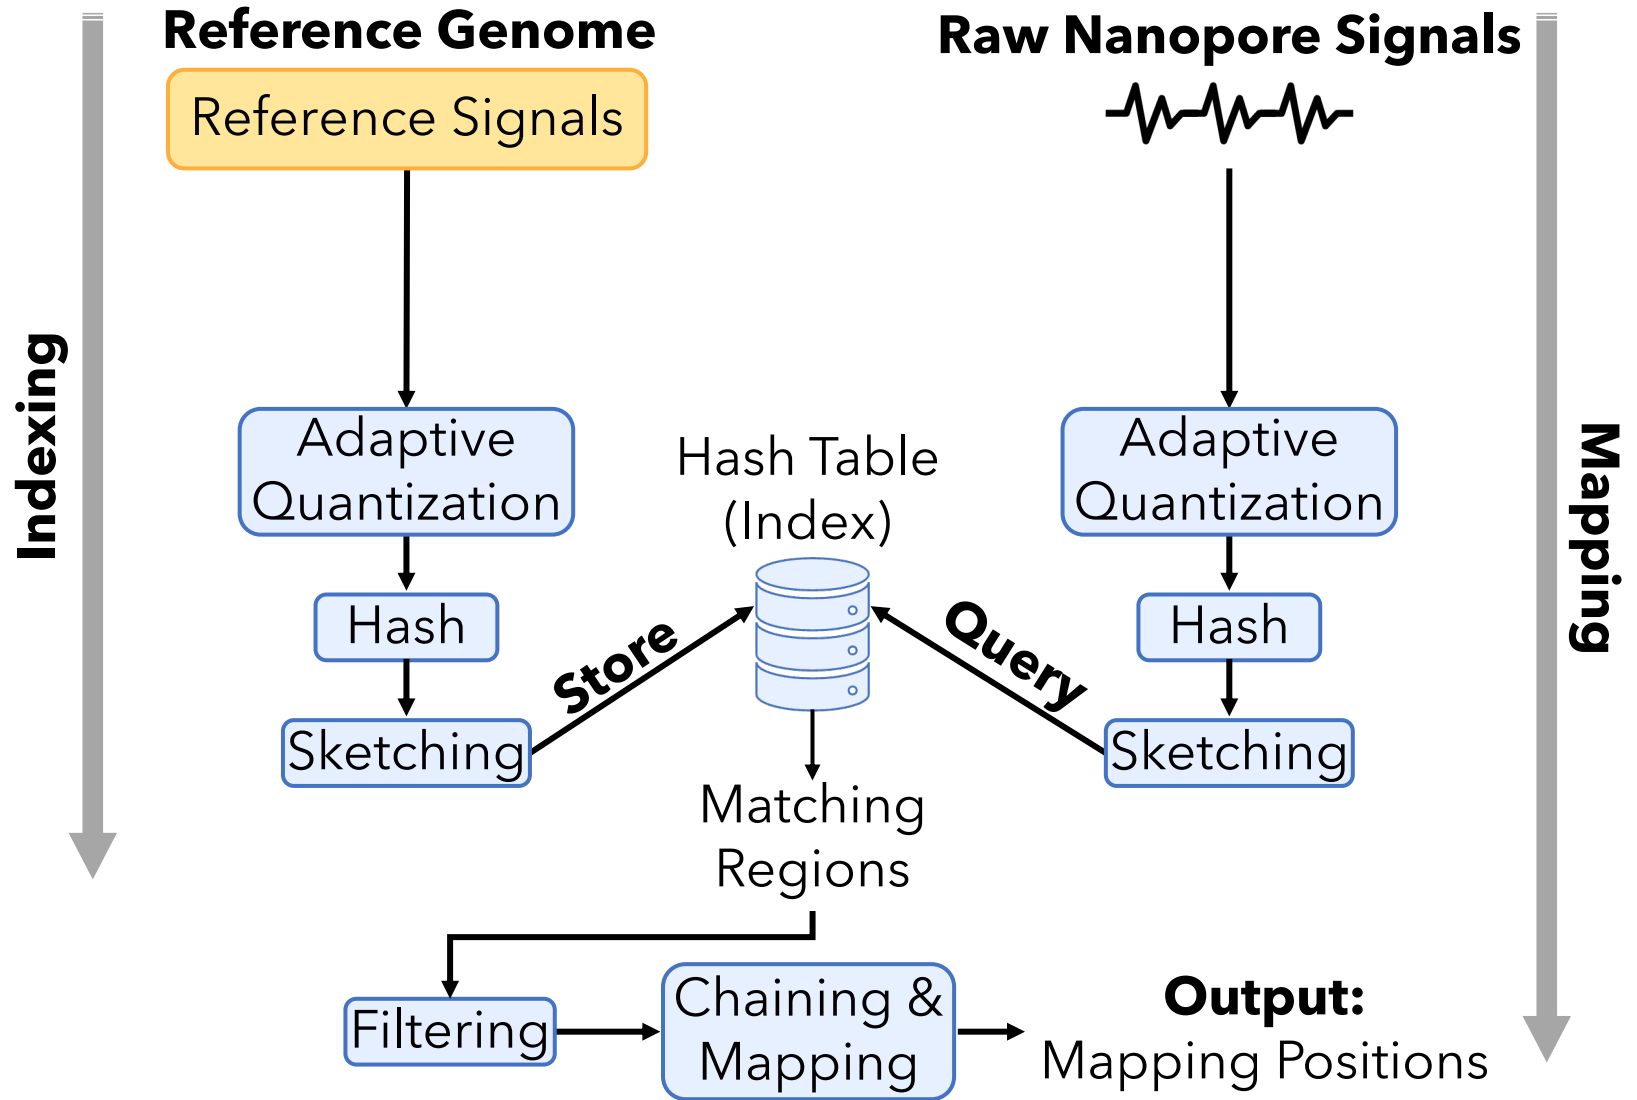 Reference Genome
Reference Signals
Raw Nanopore Signals
Indexing
Adaptive
Quantization
Hash
Sketching
Store
Hash Table
(Index)
Query
Adaptive
Quantization
Hash
Sketching
Mapping
Matching
Regions
Filtering
Chaining &
Mapping
Output:
Mapping Positions